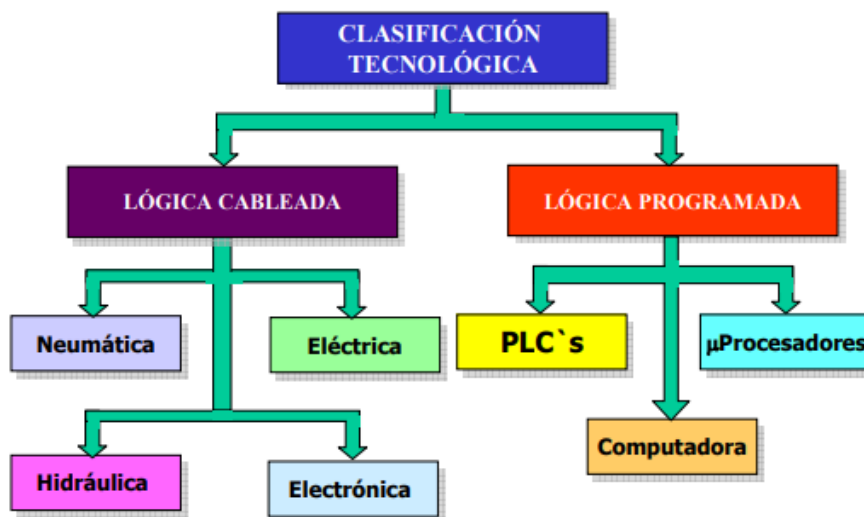 CLASIFICACIÓN
TECNOLÓGICA
LÓGICA CABLEADA
LÓGICA PROGRAMADA
Neumática
Eléctrica
PLC`s
µProcesadores
Hidráulica
Electrónica
Computadora